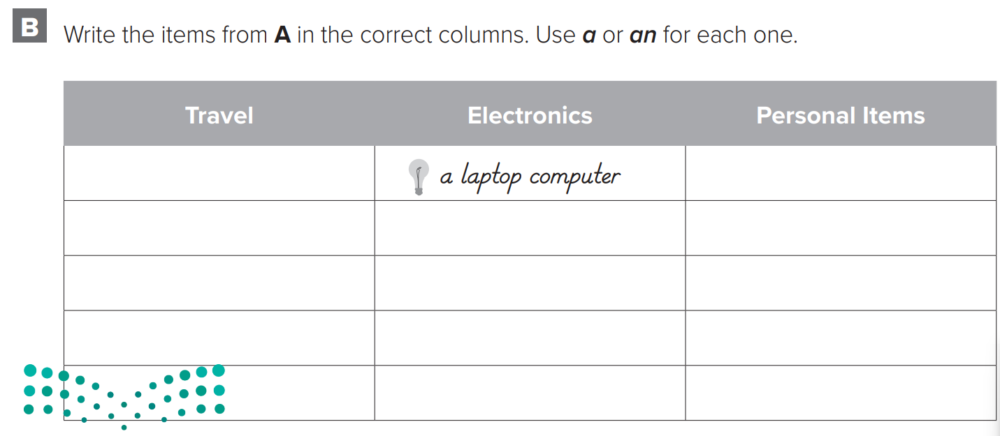 B
Write the items from A in the correct columns. Use a or an for each one.
Travel Electronics Personal Items
a laptop computer